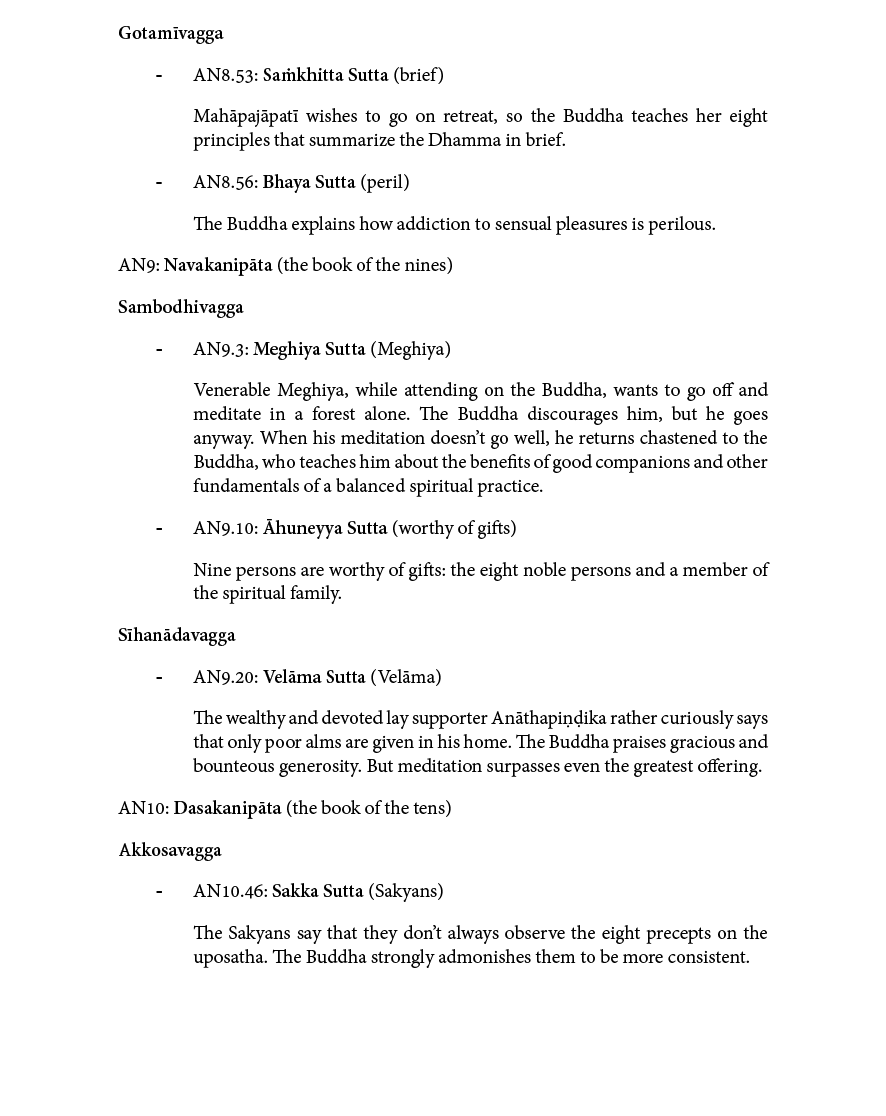 Gotamīvagga
- AN8.53: Saṁkhitta Sutta (brief)
Mahāpajāpatī wishes to go on retreat, so the Buddha teaches her eight
principles that summarize the Dhamma in brief.
- AN8.56: Bhaya Sutta (peril)
The Buddha explains how addiction to sensual pleasures is perilous.
AN9: Navakanipāta (the book of the nines)
Sambodhivagga
- AN9.3: Meghiya Sutta (Meghiya)
Venerable Meghiya, while attending on the Buddha, wants to go off and
meditate in a forest alone. The Buddha discourages him, but he goes
anyway. When his meditation doesn’t go well, he returns chastened to the
Buddha, who teaches him about the benefits of good companions and other
fundamentals of a balanced spiritual practice.
- AN9.10: Āhuneyya Sutta (worthy of gifts)
Nine persons are worthy of gifts: the eight noble persons and a member of
the spiritual family.
Sīhanādavagga
- AN9.20: Velāma Sutta (Velāma)
The wealthy and devoted lay supporter Anāthapiṇḍika rather curiously says
that only poor alms are given in his home. The Buddha praises gracious and
bounteous generosity. But meditation surpasses even the greatest offering.
AN10: Dasakanipāta (the book of the tens)
Akkosavagga
- AN10.46: Sakka Sutta (Sakyans)
The Sakyans say that they don’t always observe the eight precepts on the
uposatha. The Buddha strongly admonishes them to be more consistent.